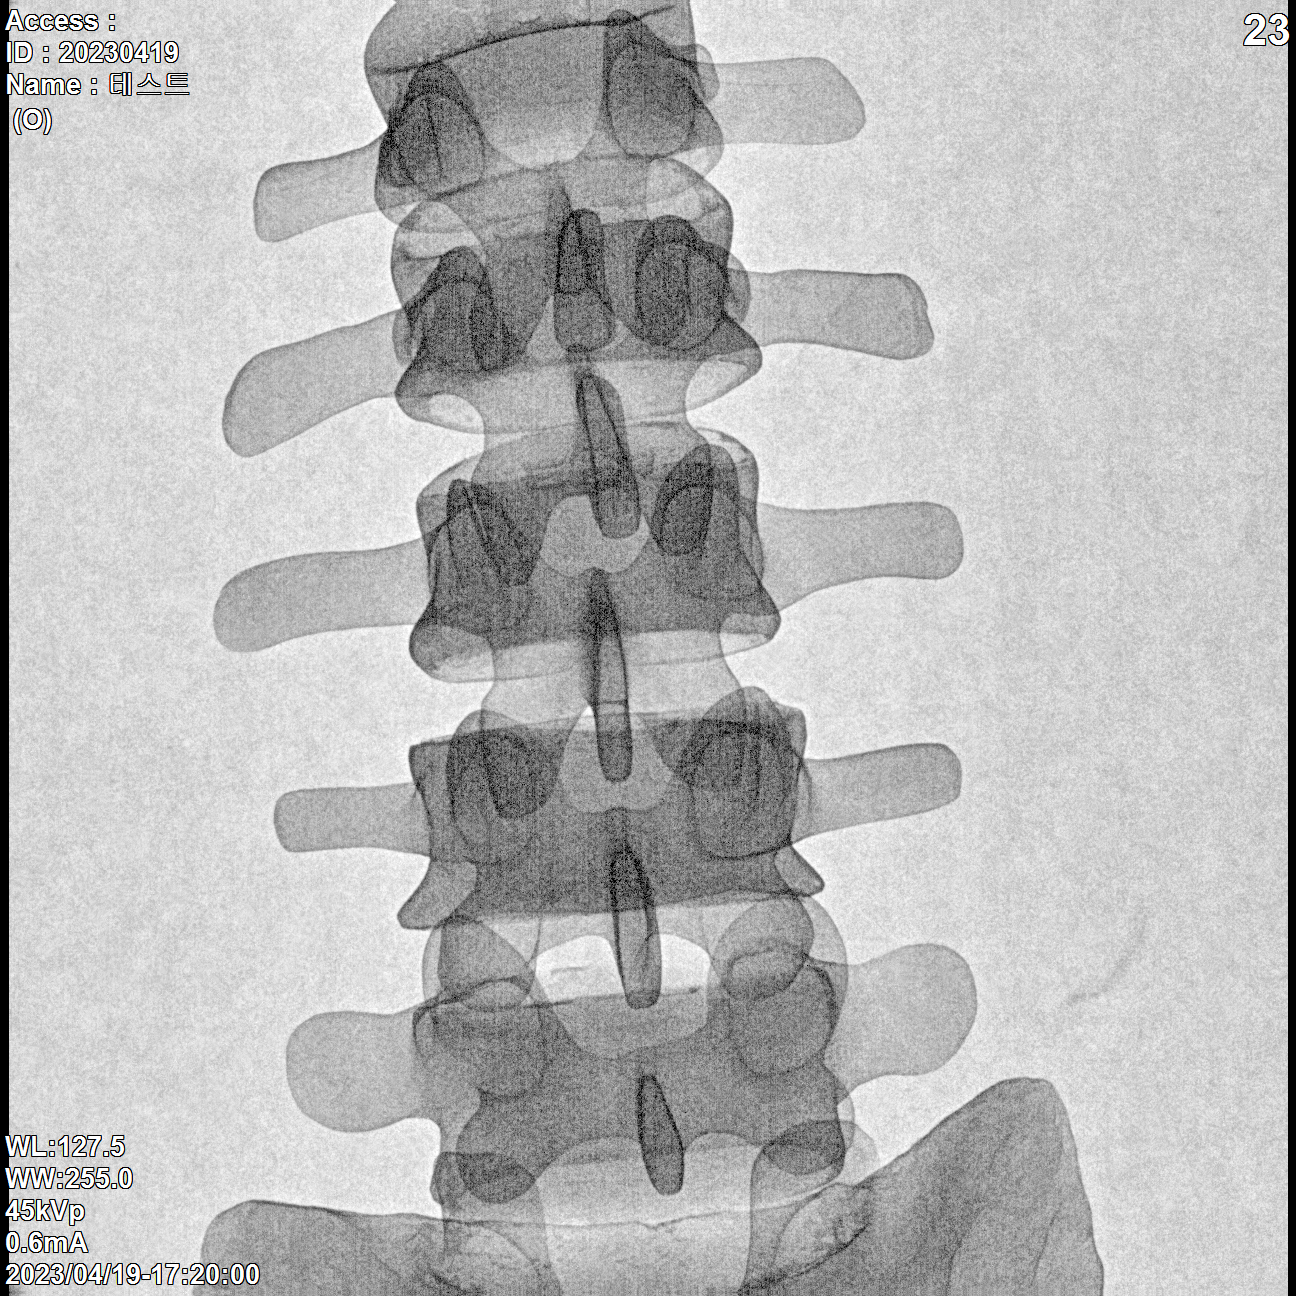 Access :
23
ID : 20230419
Name : 테스트
(O)
WL:127.5
WW:255.0
45kVp
0.6mA
2023/04/19-17:20:00